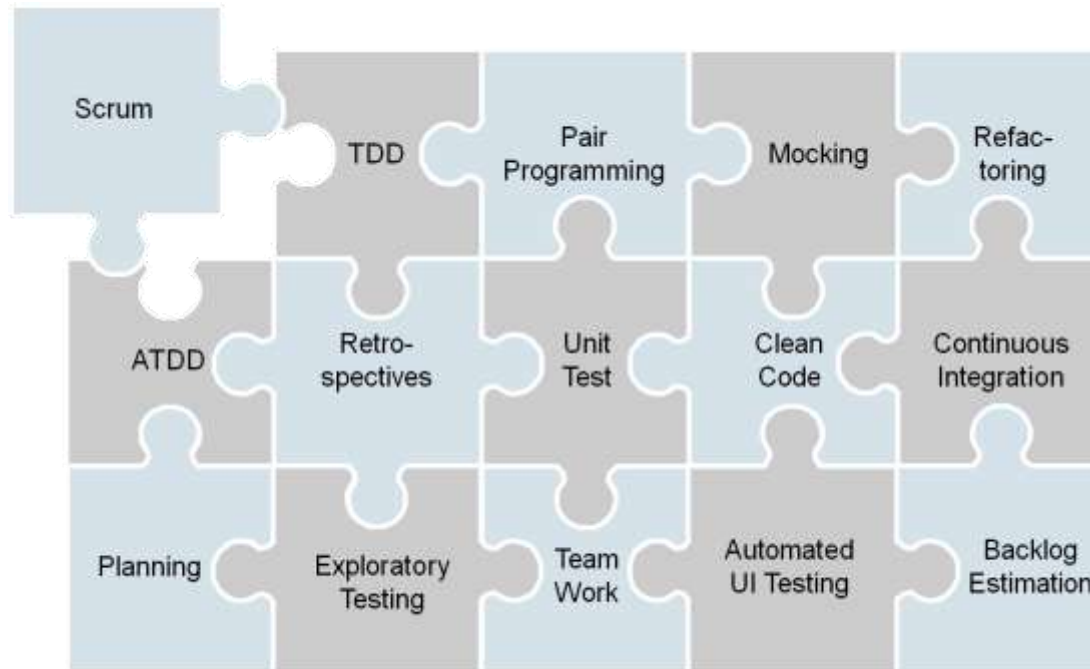 Scrum
TDD
Pair
Programming
Mocking
Refac-
toring
ATDD
Retro-
spectives
Unit
Test
Clean
Code
Continuous
Integration
Planning
Exploratory
Testing
Team
Work
Automated
UI Testing
Backlog
Estimation